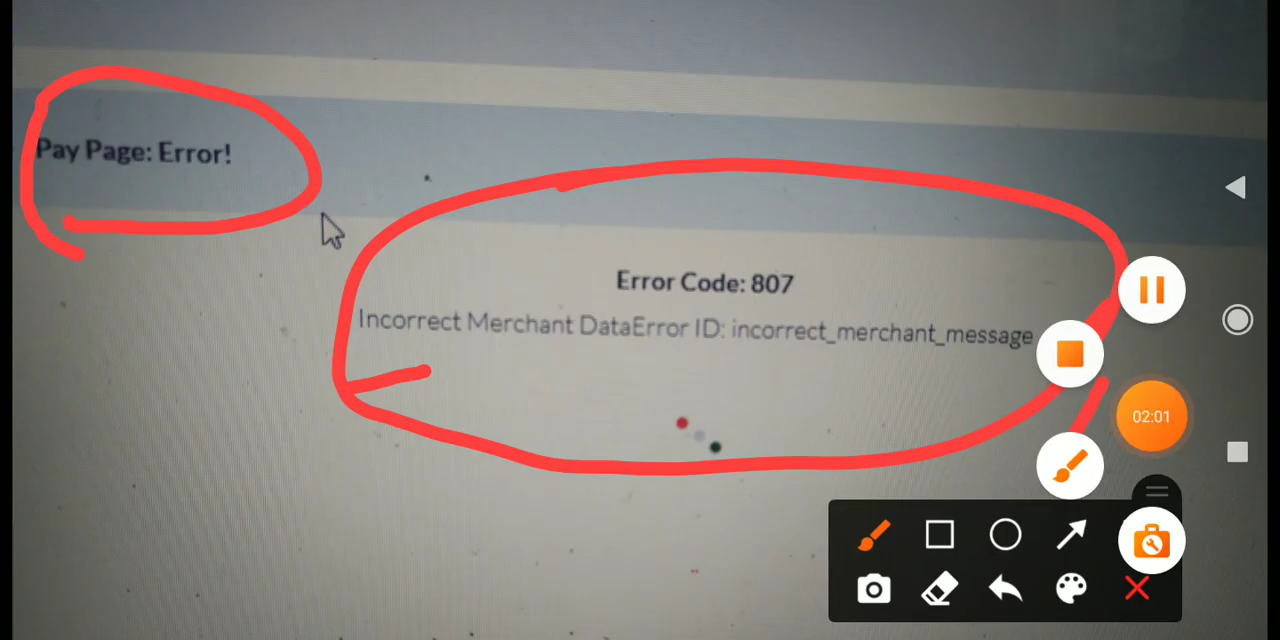 Pay Page: Error!
Error Code: 807
Incorrect Merchant DataError ID: incorrect_merchant_message
02:01